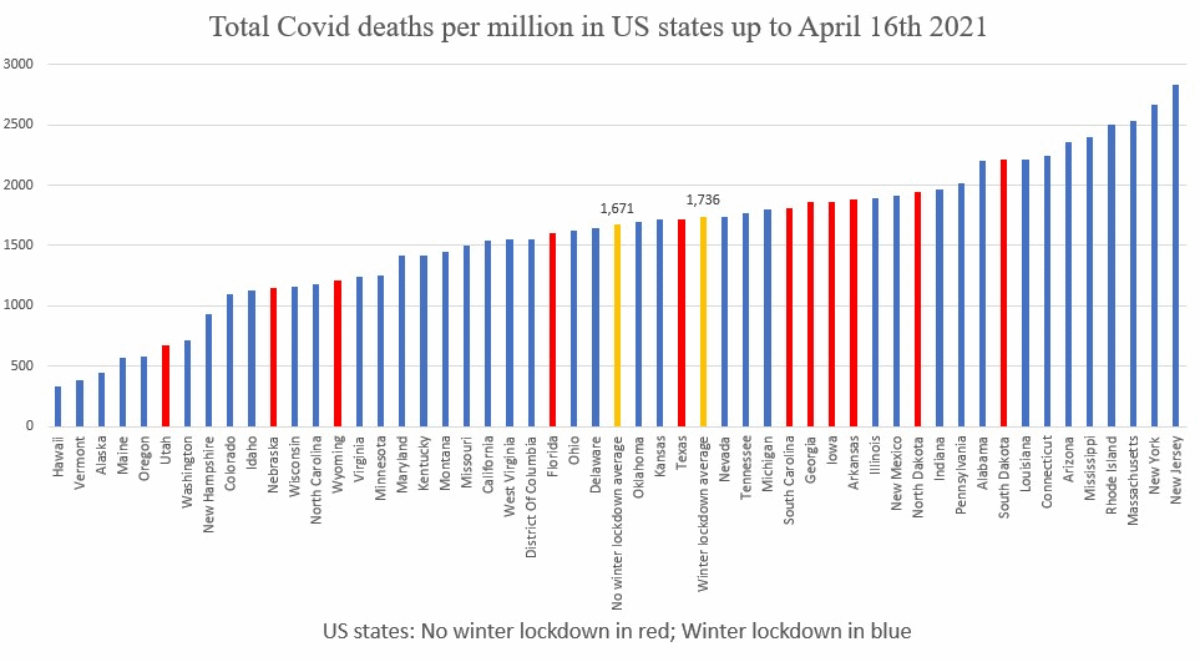 Total Covid deaths per million in US states up to April 16th 2021
3000
2500
2000
1500
1000
500
0
1,671
1,736
Hawaii
Vermont
Alaska
Maine
Oregon
Utah
Washington
New Hampshire
Colorado
Idaho
Nebraska
Wisconsin
North Carolina
Wyoming
Virginia
Minnesota
Maryland
Kentucky
Montana
Missouri
California
West Virginia
District Of Columbia
Florida
Ohio
Delaware
No winter lockdown average
Oklahoma
Kansas
Texas
Winter lockdown average
Nevada
Tennessee
Michigan
South Carolina
Georgia
Iowa
Arkansas
Illinois
New Mexico
North Dakota
Indiana
Pennsylvania
Alabama
South Dakota
Louisiana
Connecticut
Arizona
Mississippi
Rhode Island
Massachusetts
New York
New Jersey
US states: No winter lockdown in red; Winter lockdown in blue